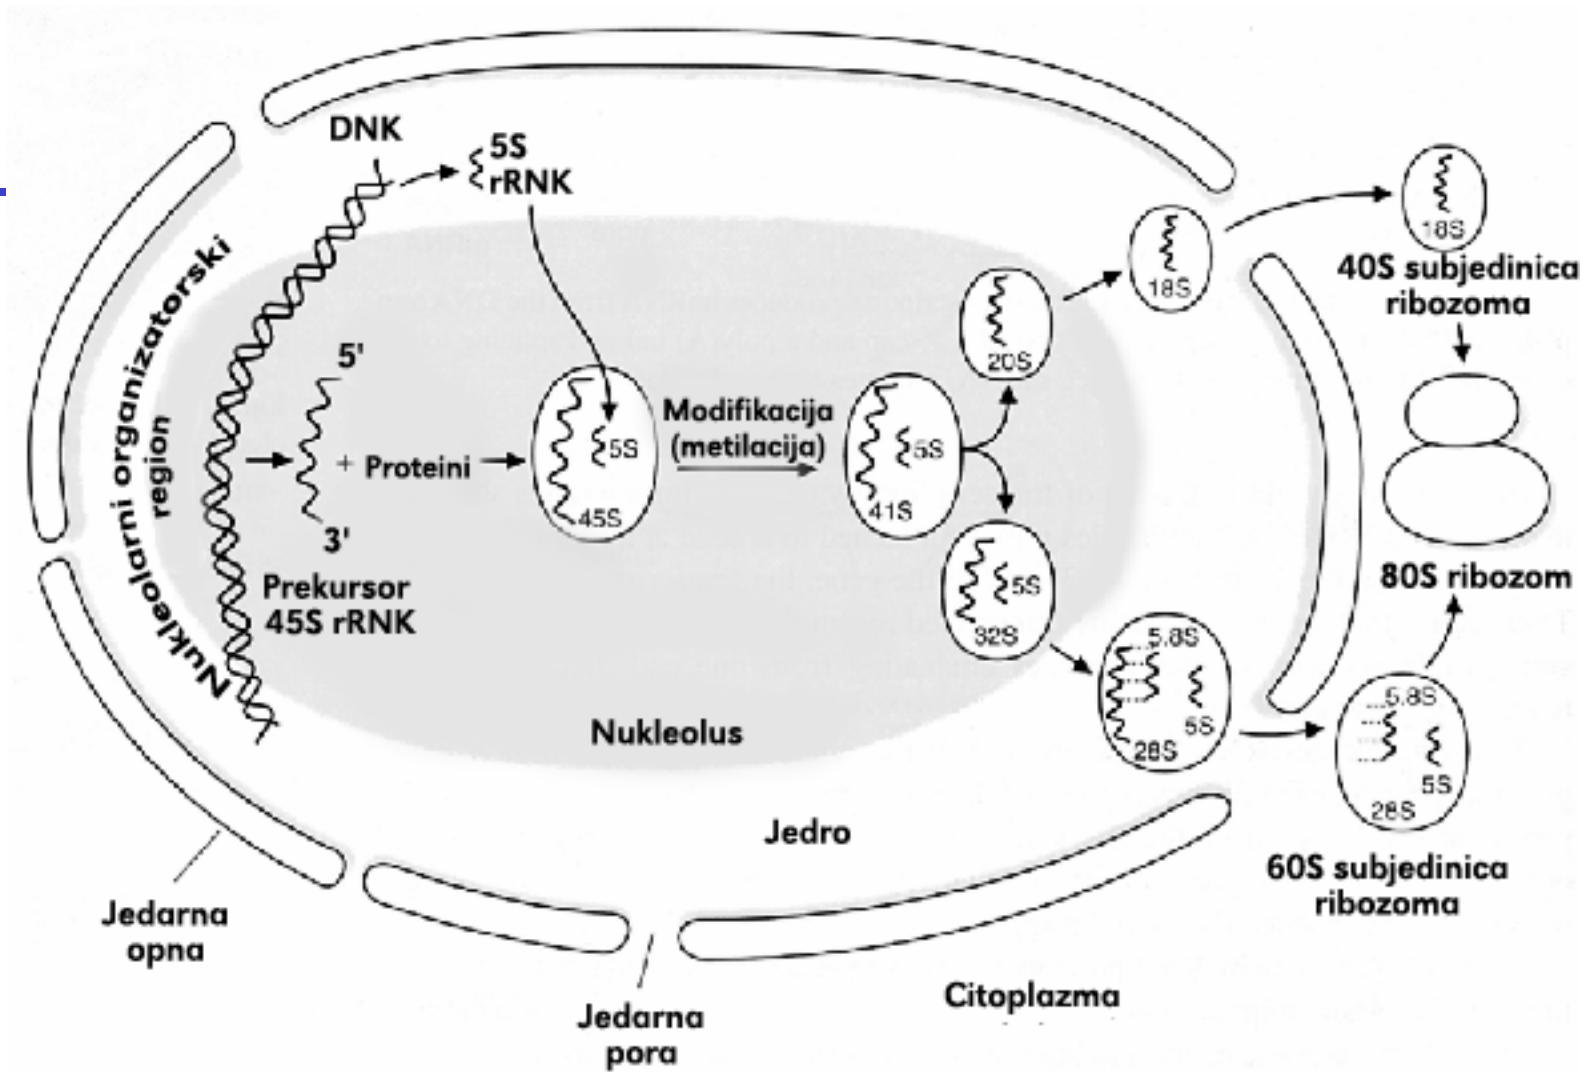 DNK
5S
rRNK
Nukleolarni organizatorski
region
5'
3'
+ Proteini
Prekursor
45S rRNK
5S
45S
Modifikacija
(metilacija)
5S
41S
20S
18S
18S
40S subjedinica
ribozoma
5S
32S
5.8S
5S
28S
80S ribozom
5.8S
5S
28S
60S subjedinica
ribozoma
Nukleolus
Jedro
Jedarna
opna
Jedarna
pora
Citoplazma